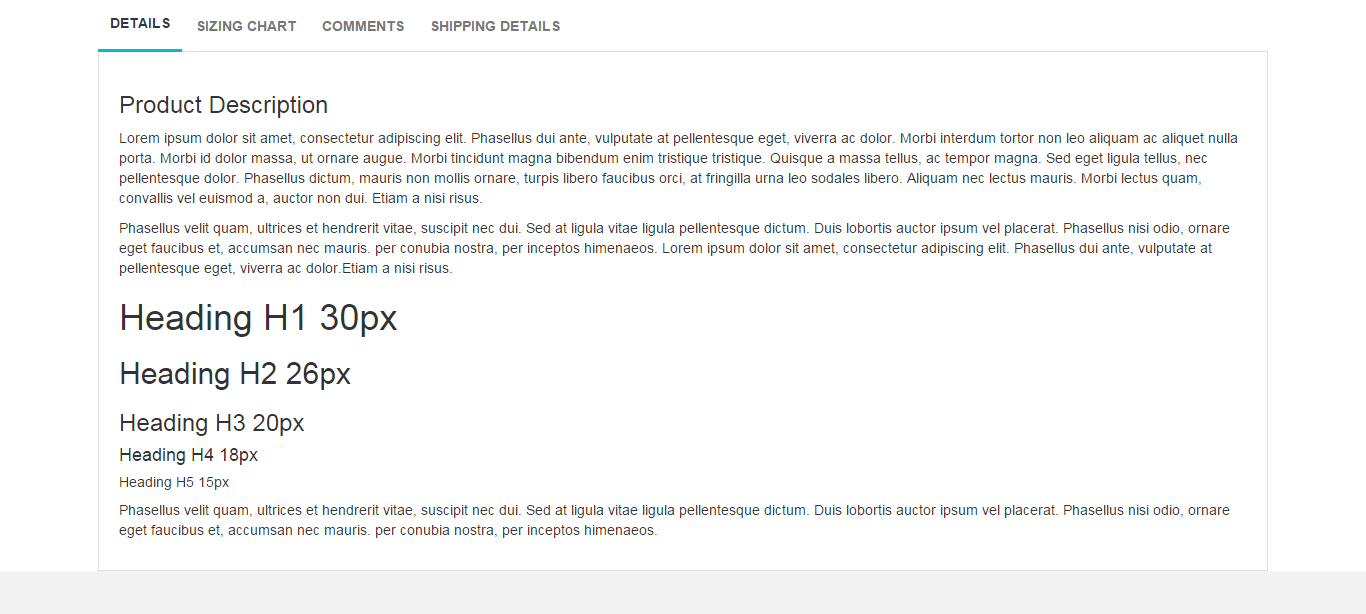 DETAILS SIZING CHART COMMENTS SHIPPING DETAILS
Product Description
Lorem ipsum dolor sit amet, consectetur adipiscing elit. Phasellus dui ante, vulputate at pellentesque eget, viverra ac dolor. Morbi interdum tortor non leo aliquam ac aliquet nulla
porta. Morbi id dolor massa, ut ornare augue. Morbi tincidunt magna bibendum enim tristique tristique. Quisque a massa tellus, ac tempor magna. Sed eget ligula tellus, nec
pellentesque dolor. Phasellus dictum, mauris non mollis ornare, turpis libero faucibus orci, at fringilla urna leo sodales libero. Aliquam nec lectus mauris. Morbi lectus quam,
convallis vel euismod a, auctor non dui. Etiam a nisi risus.
Phasellus velit quam, ultrices et hendrerit vitae, suscipit nec dui. Sed at ligula vitae ligula pellentesque dictum. Duis lobortis auctor ipsum vel placerat. Phasellus nisi odio, ornare
eget faucibus et, accumsan nec mauris. per conubia nostra, per inceptos himenaeos. Lorem ipsum dolor sit amet, consectetur adipiscing elit. Phasellus dui ante, vulputate at
pellentesque eget, viverra ac dolor.Etiam a nisi risus.
Heading H1 30px
Heading H2 26px
Heading H3 20px
Heading H4 18px
Heading H5 15px
Phasellus velit quam, ultrices et hendrerit vitae, suscipit nec dui. Sed at ligula vitae ligula pellentesque dictum. Duis lobortis auctor ipsum vel placerat. Phasellus nisi odio, ornare
eget faucibus et, accumsan nec mauris. per conubia nostra, per inceptos himenaeos.